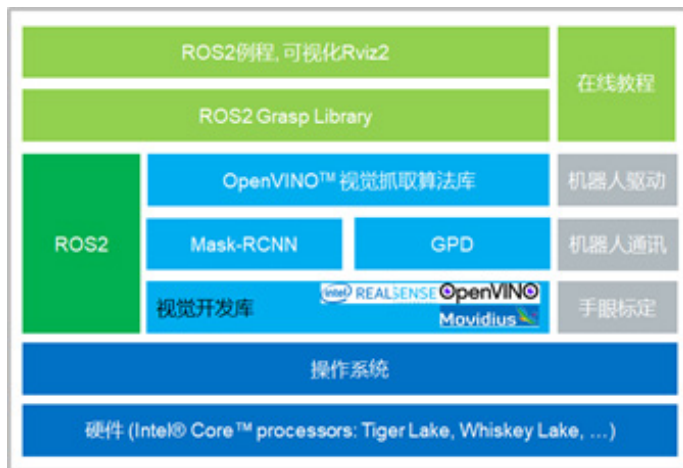 ROS2例程, 可视化Rviz2
在线教程
ROS2 Grasp Library
ROS2
OpenVINO™ 视觉抓取算法库
机器人驱动
Mask-RCNN
GPD
机器人通讯
视觉开发库
intel REALSENSE OpenVINO
Movidius
手眼标定
操作系统
硬件 (Intel® Core™ processors: Tiger Lake, Whiskey Lake, …)